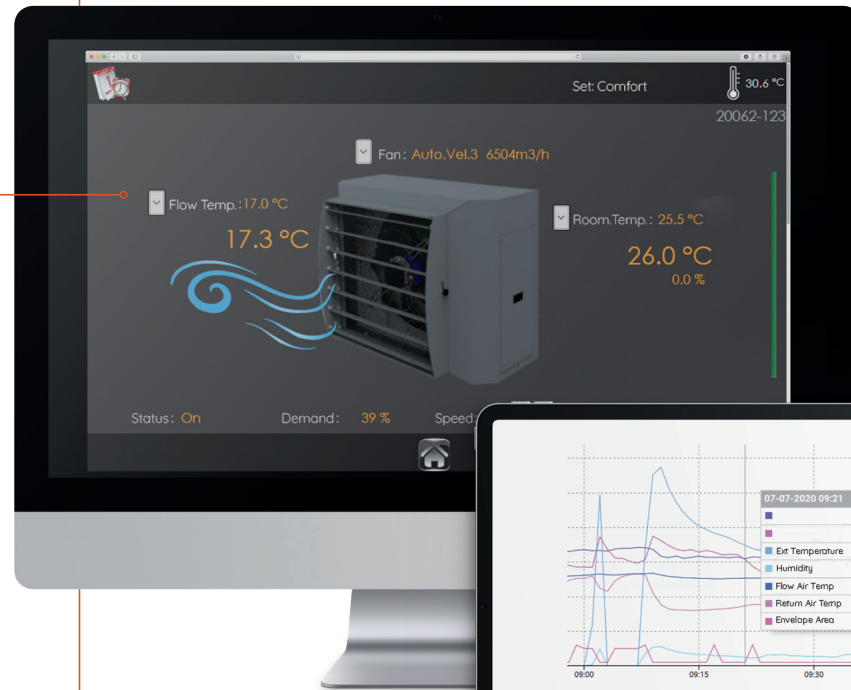 Set: Comfort
30.6 °C
20062-123
Fan: Auto.Vel.3 6504m3/h
Flow Temp.: 17.0 °C
17.3 °C
Room.Temp.: 25.5 °C
26.0 °C
0.0 %
Status: On Demand: 39 % Speed:
07-07-2020 09:21
Ext Temperature
Humidity
Flow Air Temp
Return Air Temp
Envelope Area
09:00 09:15 09:30